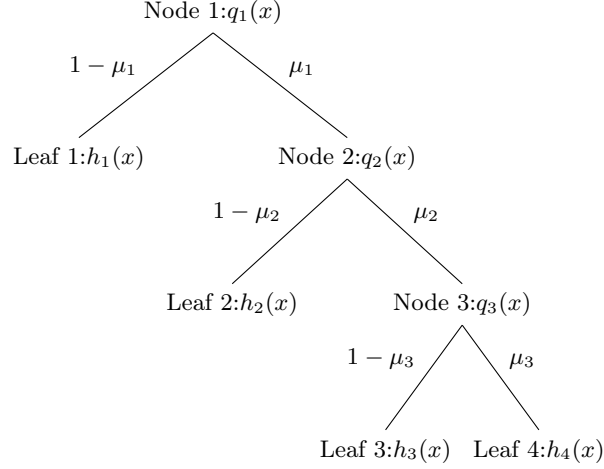 Node 1:q₁(x)
1 − μ₁
μ₁
Leaf 1:h₁(x)
Node 2:q₂(x)
1 − μ₂
μ₂
Leaf 2:h₂(x)
Node 3:q₃(x)
1 − μ₃
μ₃
Leaf 3:h₃(x)
Leaf 4:h₄(x)